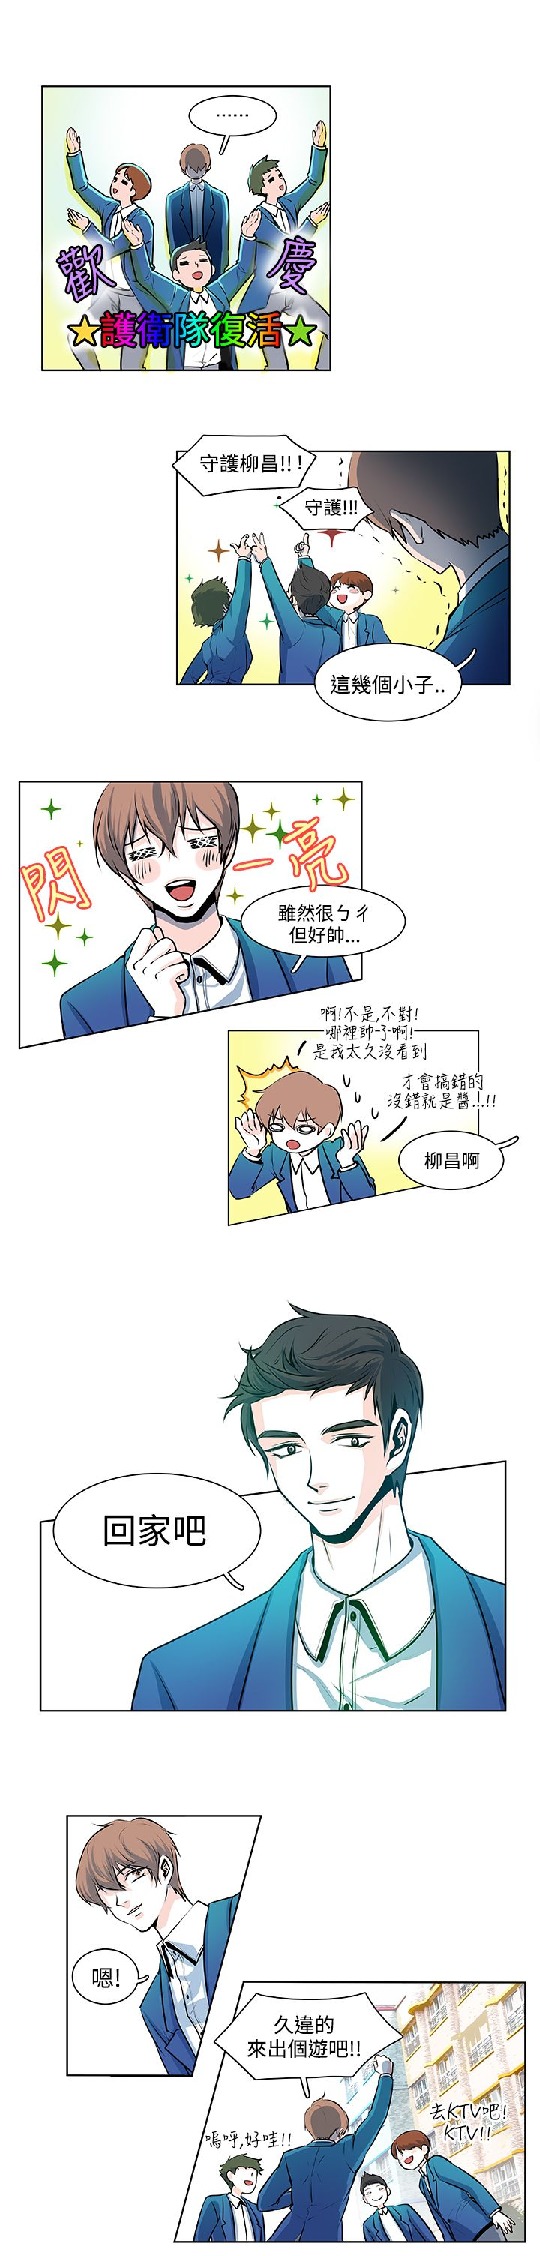 ……
歡慶
★護衛隊復活★
守護柳昌!!!
守護!!!
這幾個小子..
閃一亮
雖然很ㄅㄔ
但好帥...
啊!不是,不對!
哪裡帥了啊!
是我太久沒看到
才會搞錯的
沒錯就是醬...!!
柳昌啊
回家吧
嗯!
久違的
來出個遊吧!!
嗚呼,好哇!!
去KTV吧!
KTV!!